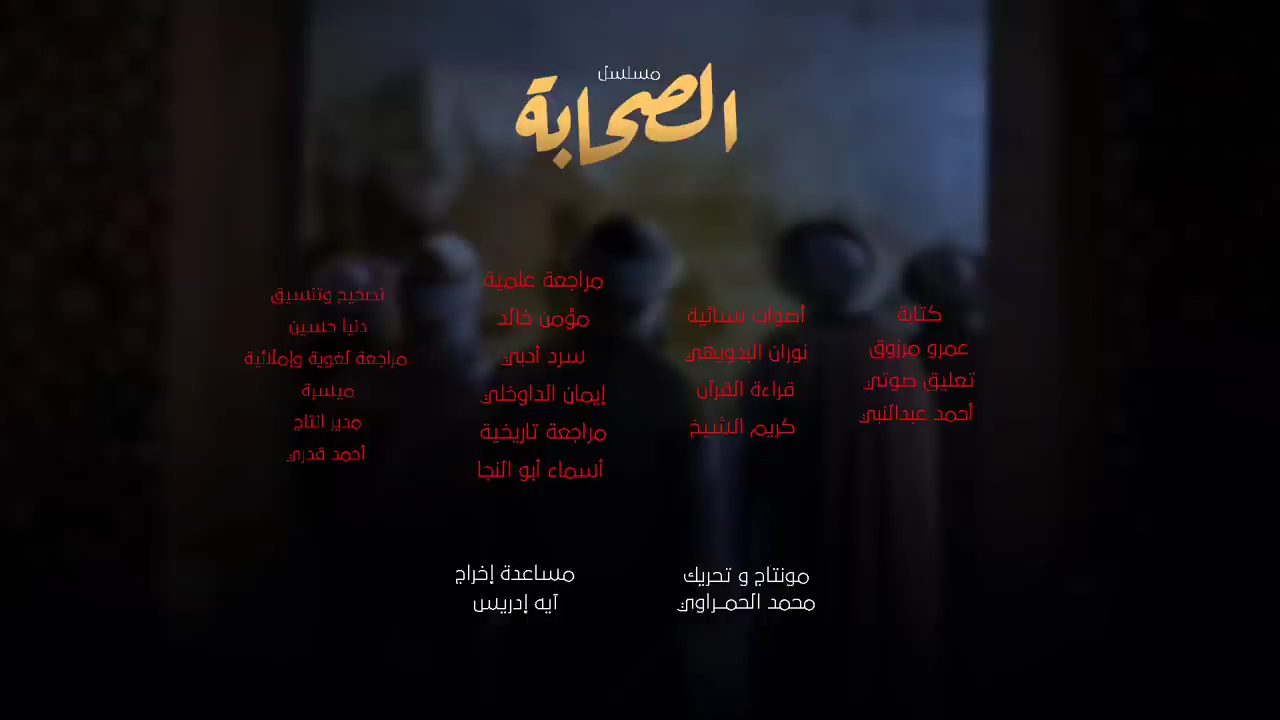 مسلسل
الصحابة
كتابة
عمرو مرزوق
تعليق صوتي
أحمد عبدالنبي
أصوات نسائية
نوران البدويهي
قراءة القرآن
كريم الشيخ
مراجعة علمية
مؤمن خالد
سرد أدبي
إيمان الداوخلي
مراجعة تاريخية
أسماء أبو النجا
تصحيح وتنسيق
دنيا حسين
مراجعة لغوية وإملائية
ميسرة
مدير انتاج
أحمد قدري
مونتاج و تحريك
محمد الحمـراوي
مساعدة إخراج
آيه إدريس